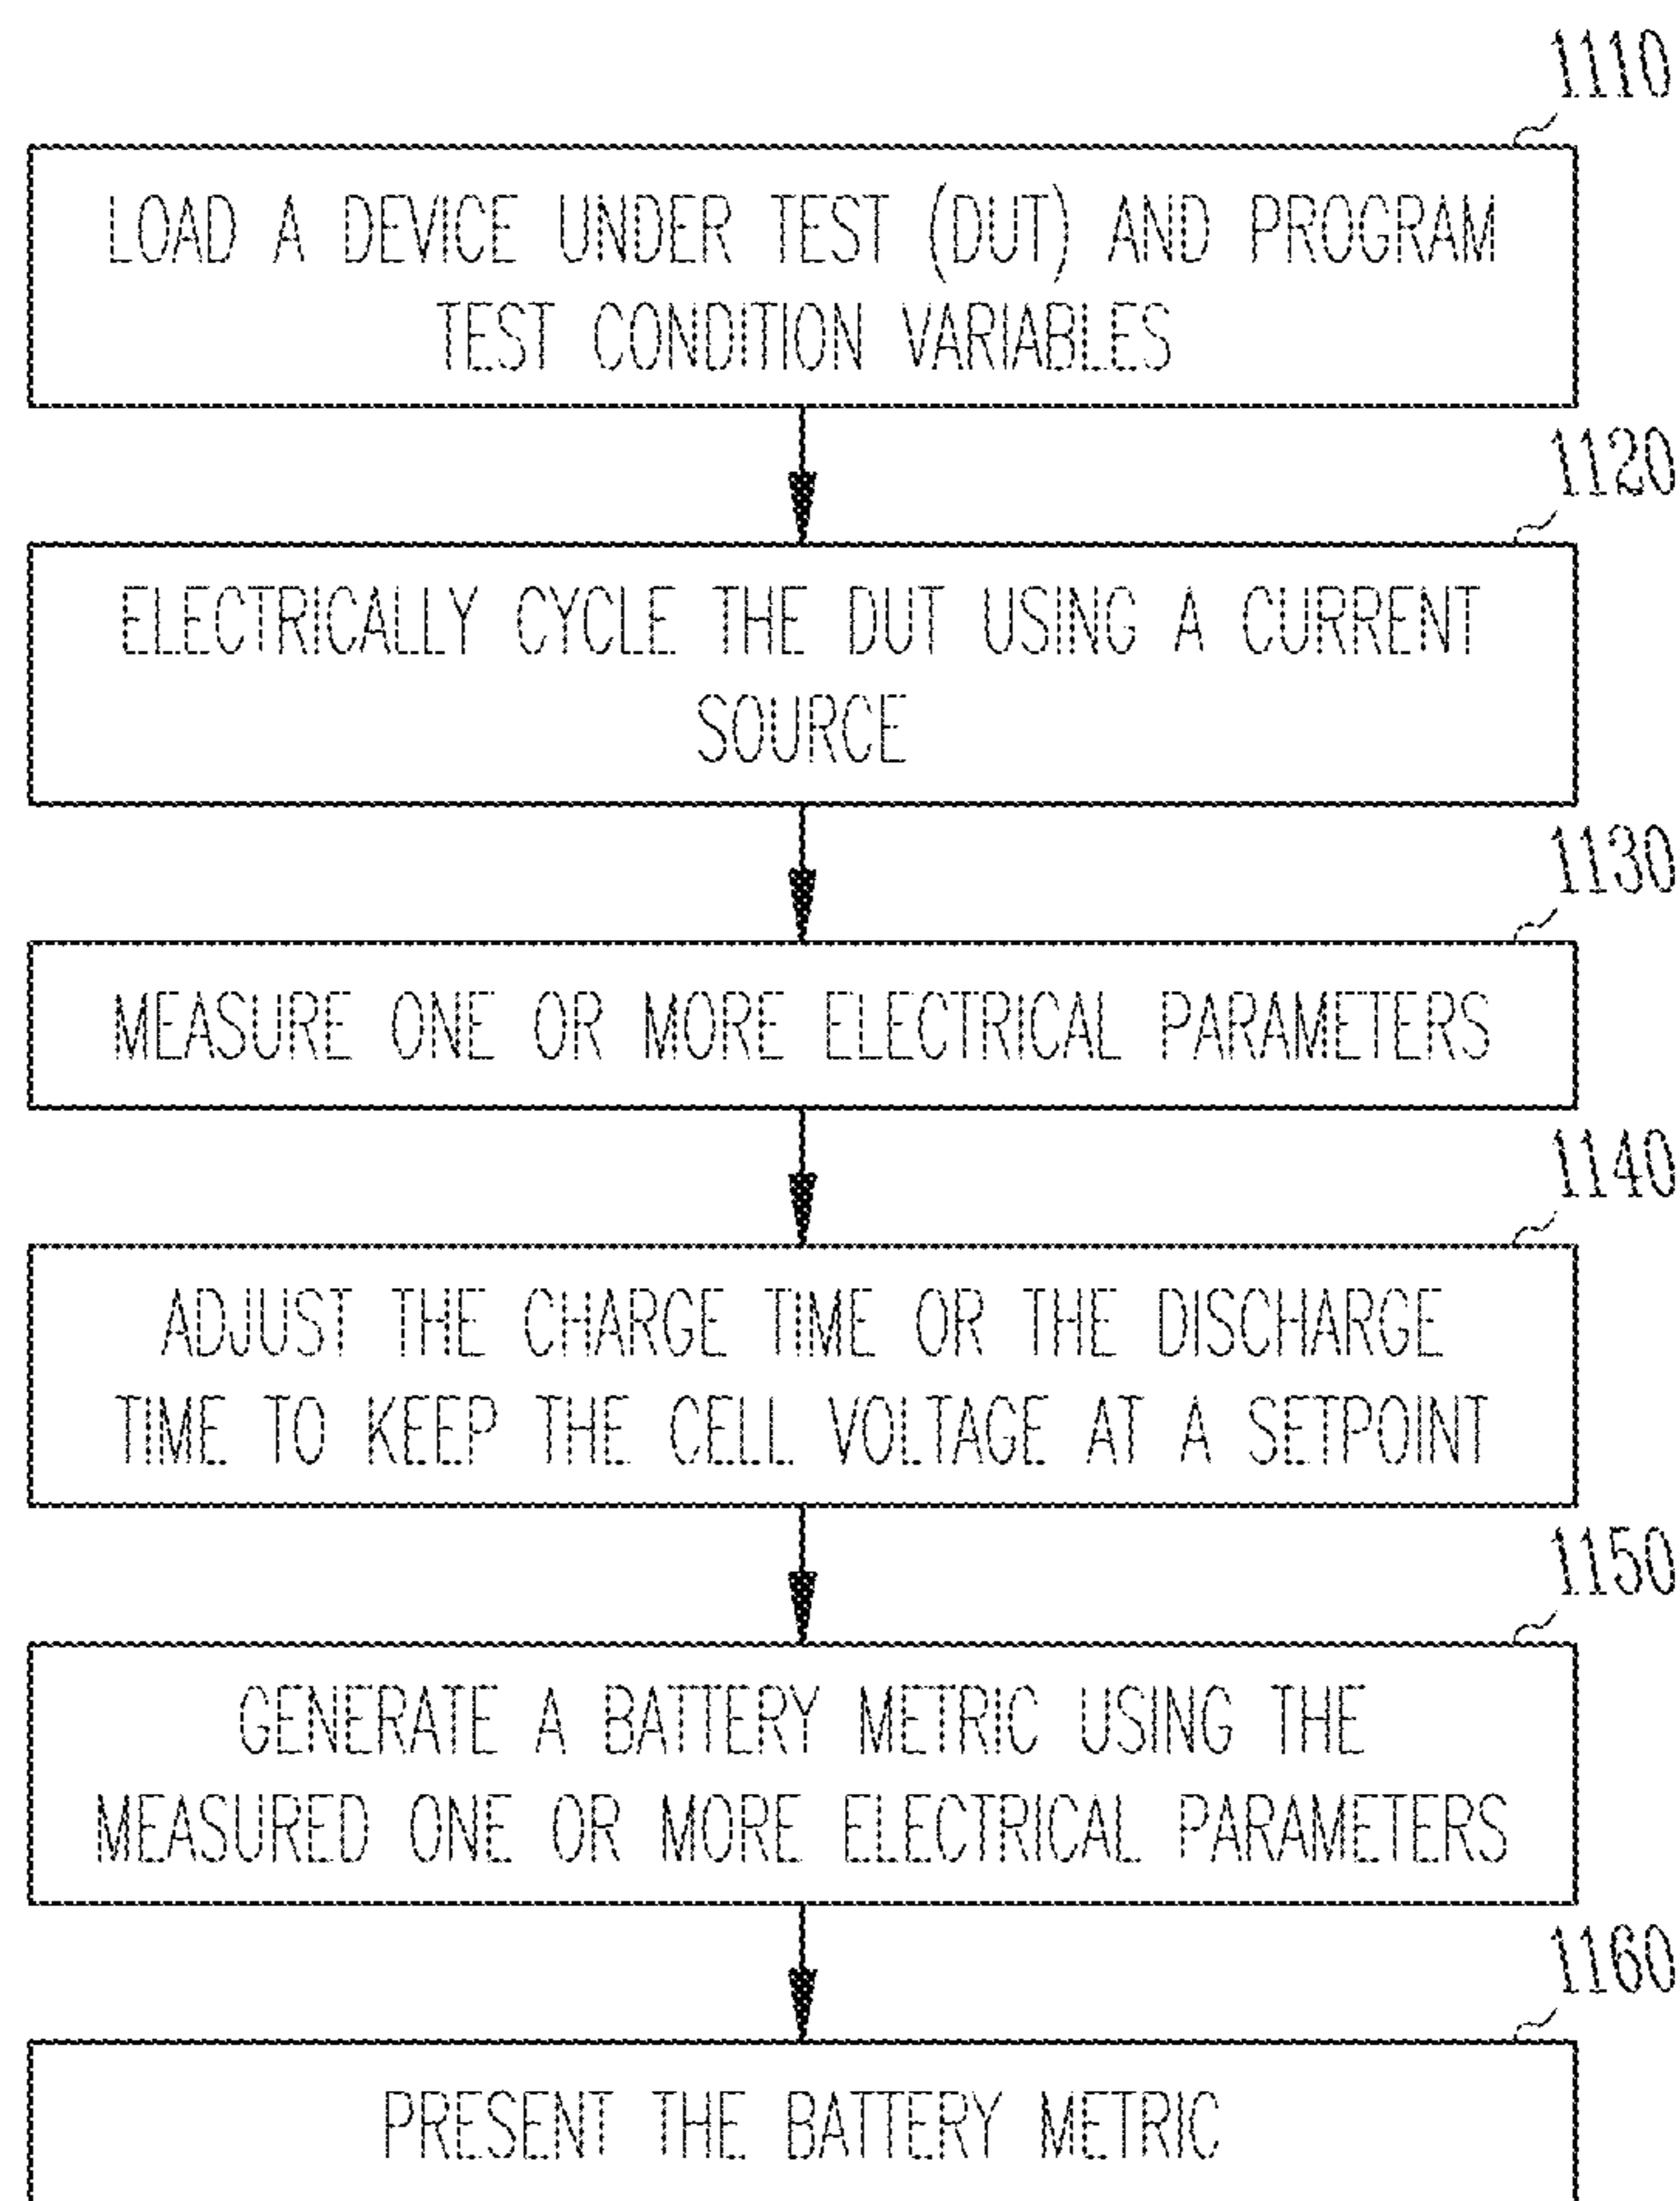 1110
LOAD A DEVICE UNDER TEST (DUT) AND PROGRAM
TEST CONDITION VARIABLES
1120
ELECTRICALLY CYCLE THE DUT USING A CURRENT
SOURCE
1130
MEASURE ONE OR MORE ELECTRICAL PARAMETERS
1140
ADJUST THE CHARGE TIME OR THE DISCHARGE
TIME TO KEEP THE CELL VOLTAGE AT A SETPOINT
1150
GENERATE A BATTERY METRIC USING THE
MEASURED ONE OR MORE ELECTRICAL PARAMETERS
1160
PRESENT THE BATTERY METRIC